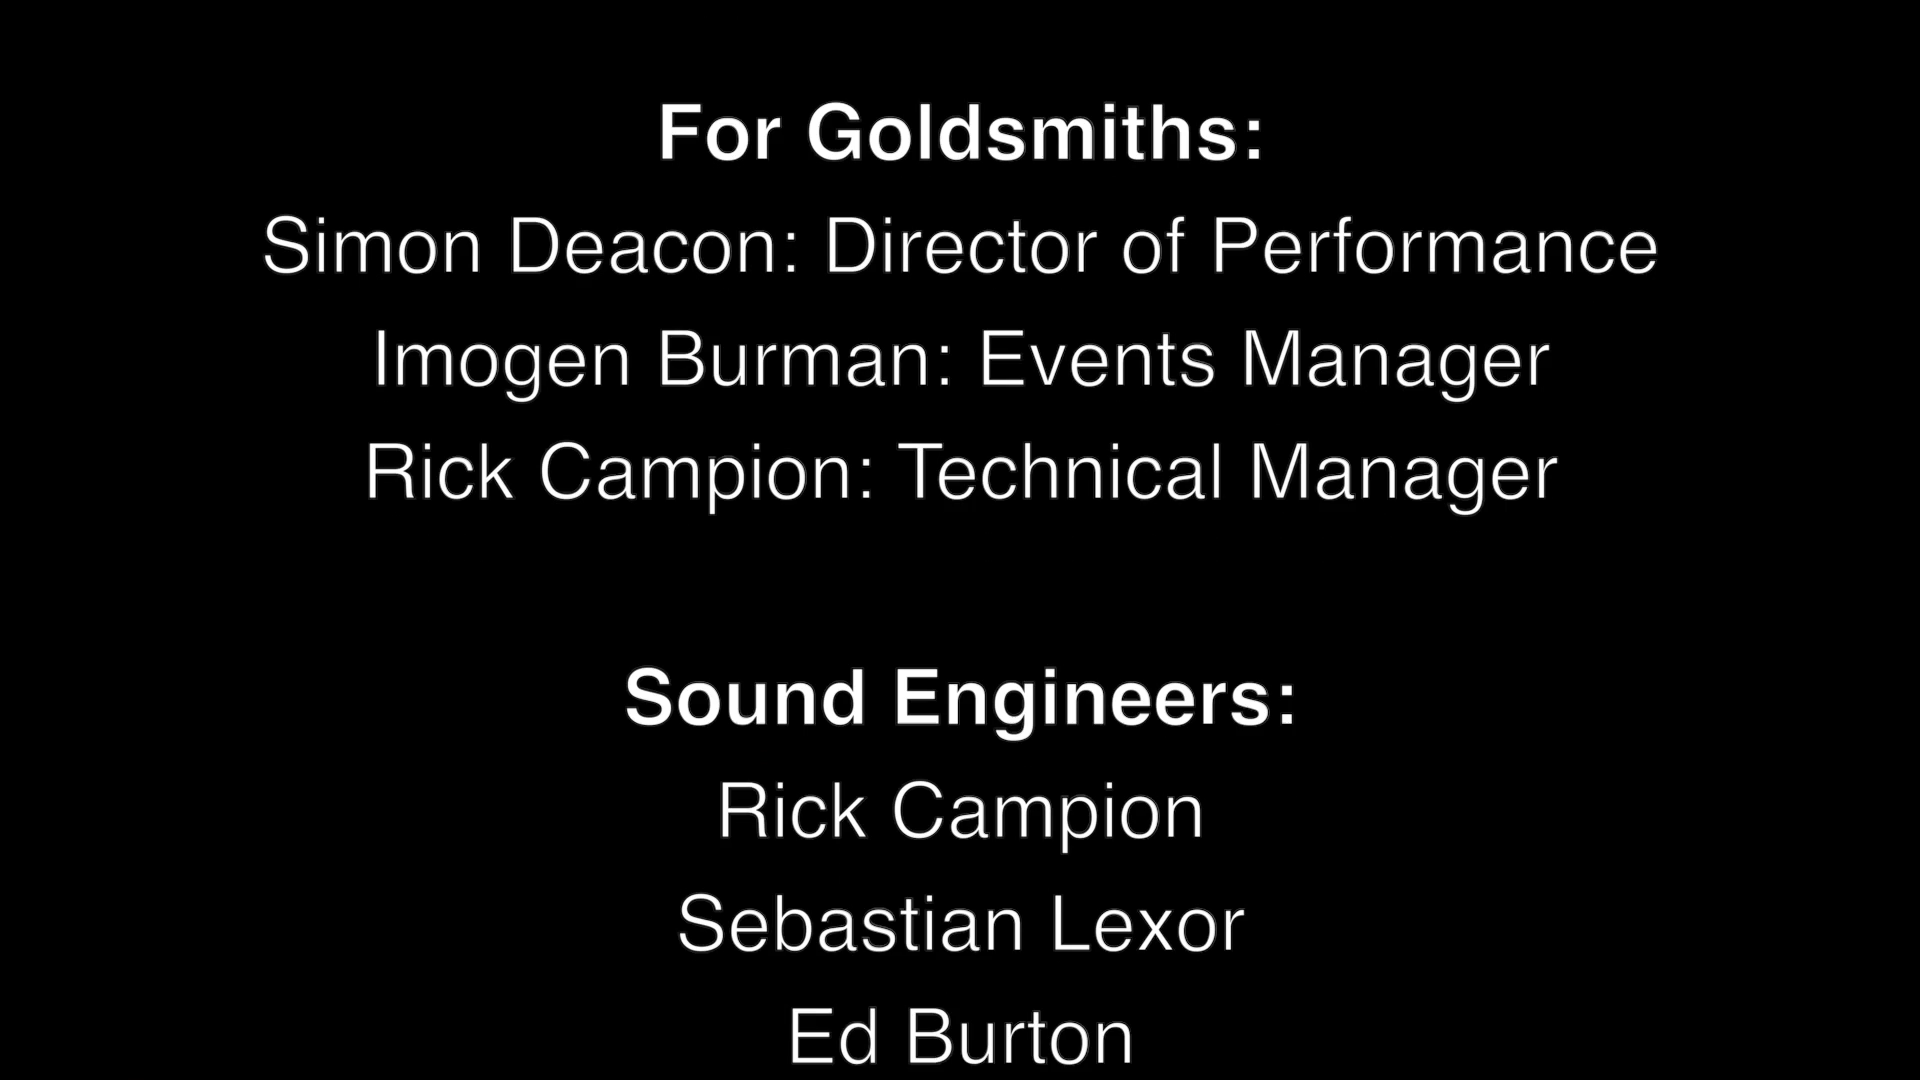 For Goldsmiths:
Simon Deacon: Director of Performance
Imogen Burman: Events Manager
Rick Campion: Technical Manager
Sound Engineers:
Rick Campion
Sebastian Lexor
Ed Burton